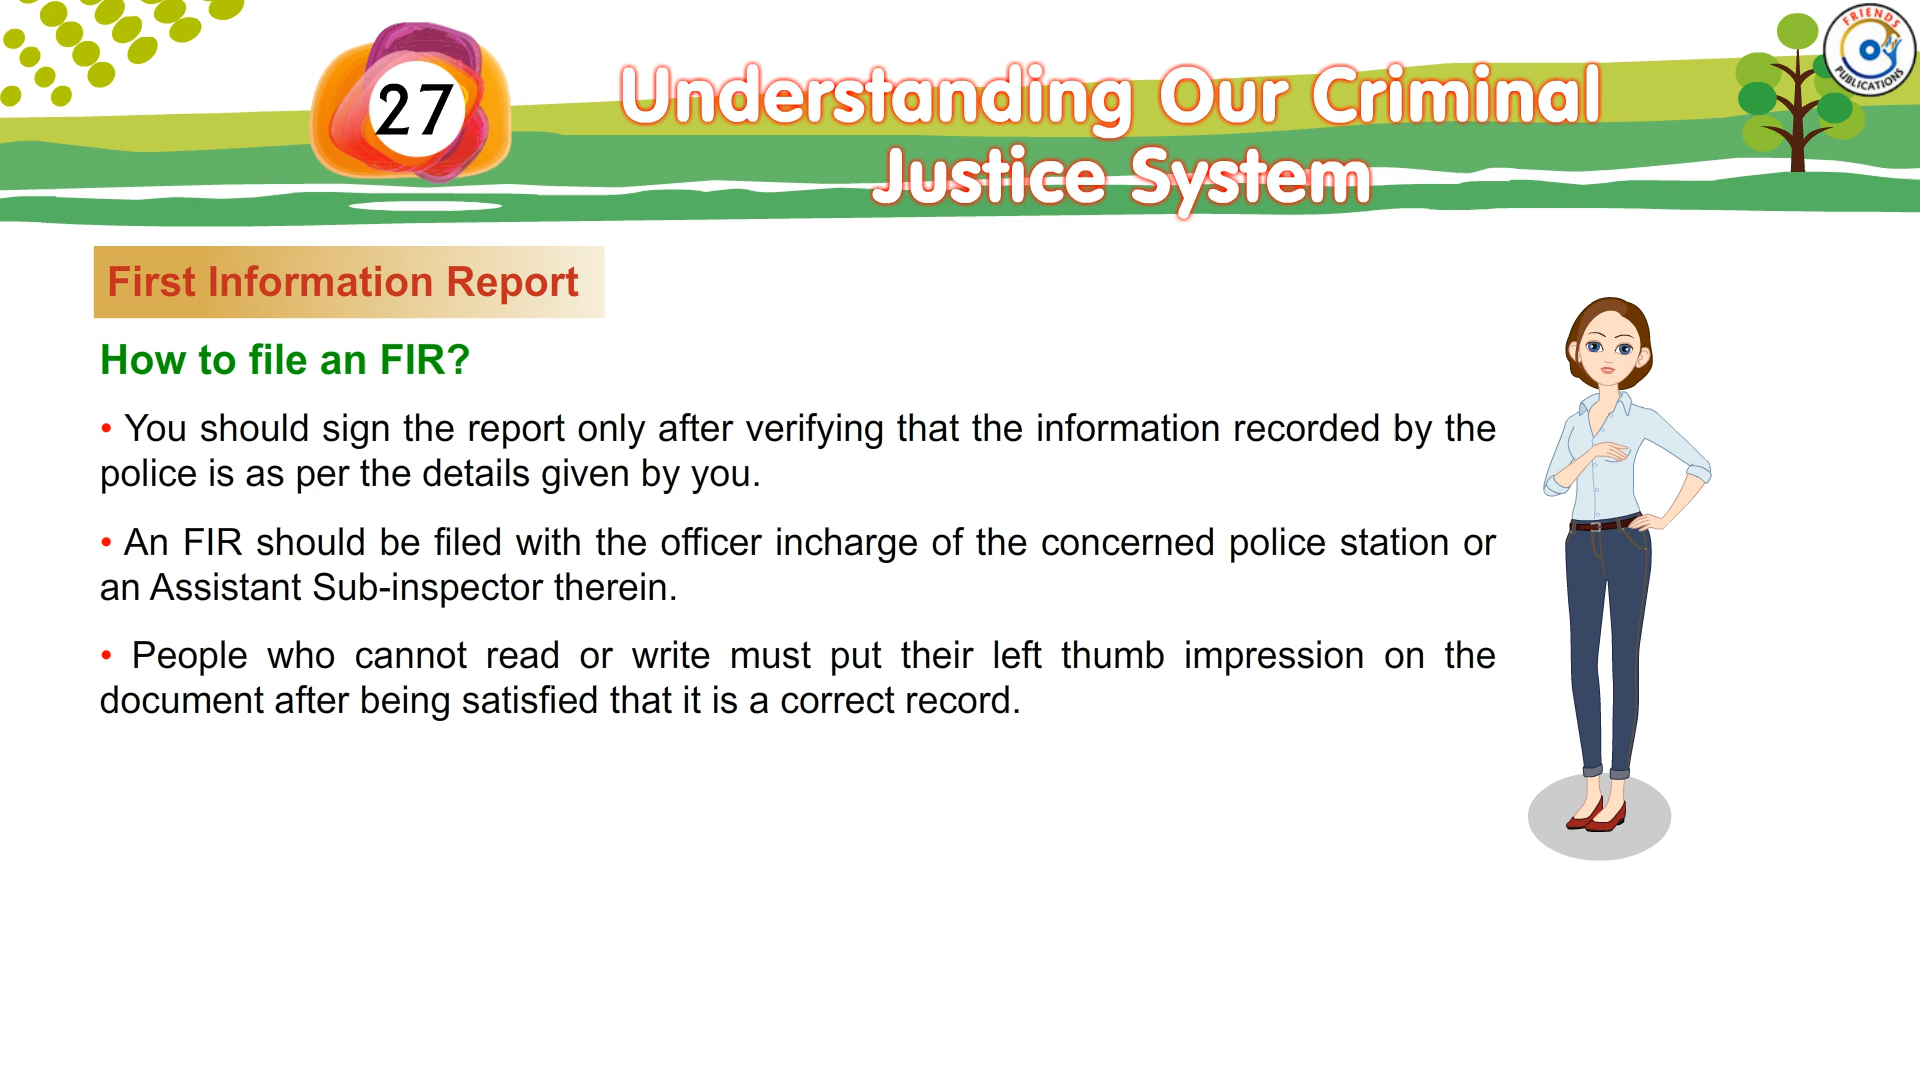 27
Understanding Our Criminal
Justice System
FRIENDS
PUBLICATIONS
First Information Report
How to file an FIR?
• You should sign the report only after verifying that the information recorded by the
police is as per the details given by you.
• An FIR should be filed with the officer incharge of the concerned police station or
an Assistant Sub-inspector therein.
• People who cannot read or write must put their left thumb impression on the
document after being satisfied that it is a correct record.